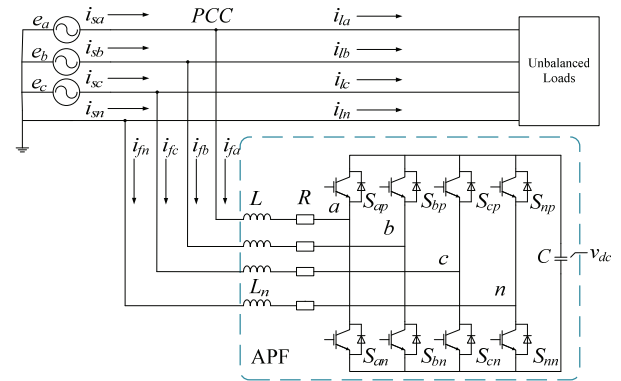 PCC
e_a i_sa i_la
e_b i_sb i_lb
e_c i_sc i_lc
i_sn i_ln
Unbalanced
Loads
i_fn i_fc i_fb i_fa
L R a S_ap S_bp S_cp S_np
b
c
C v_dc
L_n n
S_an S_bn S_cn S_nn
APF